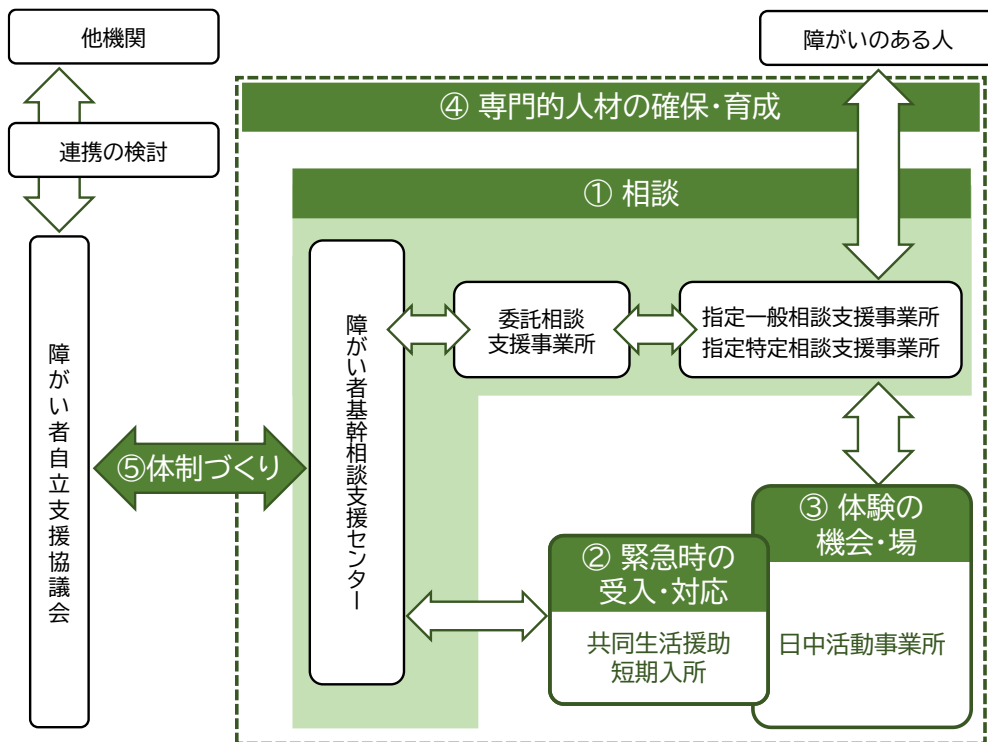 他機関
障がいのある人
④ 専門的人材の確保・育成
連携の検討
① 相談
障がい者自立支援協議会
障がい者基幹相談支援センター
委託相談
支援事業所
指定一般相談支援事業所
指定特定相談支援事業所
⑤体制づくり
③ 体験の
機会・場
② 緊急時の
受入・対応
共同生活援助
短期入所
日中活動事業所